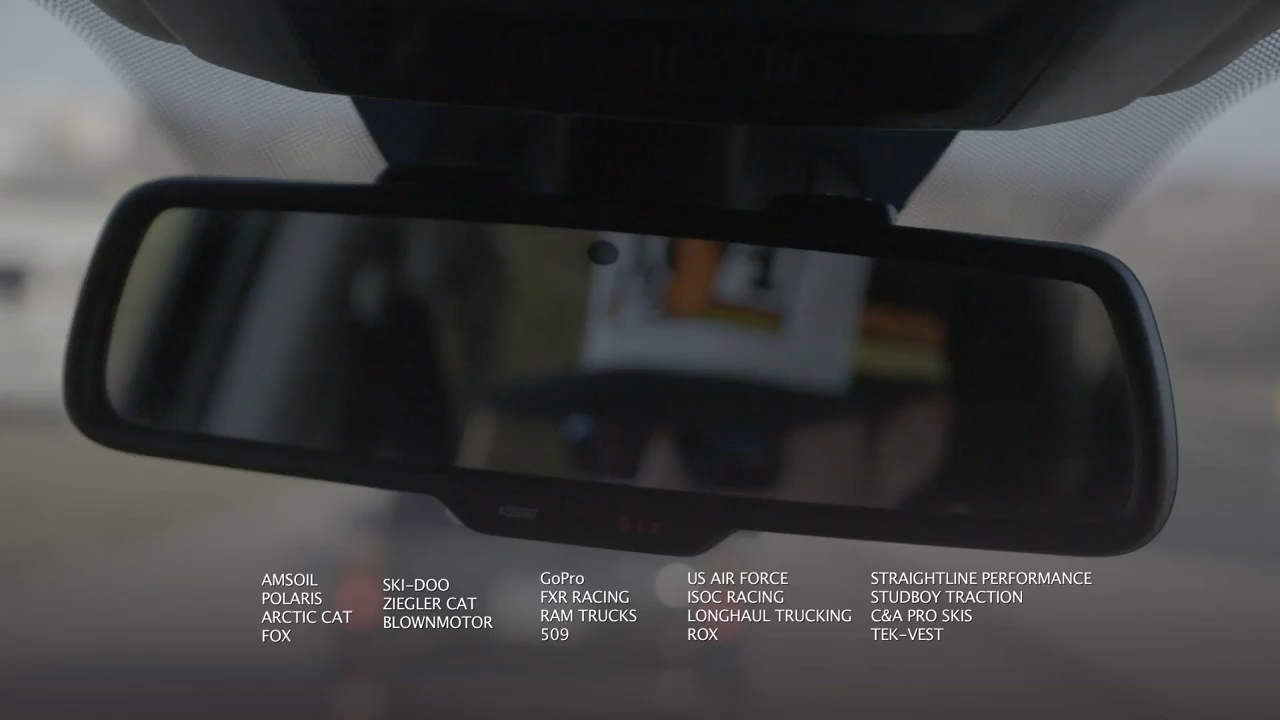 ASSIST
AMSOIL
POLARIS
ARCTIC CAT
FOX
SKI-DOO
ZIEGLER CAT
BLOWNMOTOR
GoPro
FXR RACING
RAM TRUCKS
509
US AIR FORCE
ISOC RACING
LONGHAUL TRUCKING
ROX
STRAIGHTLINE PERFORMANCE
STUDBOY TRACTION
C&A PRO SKIS
TEK-VEST